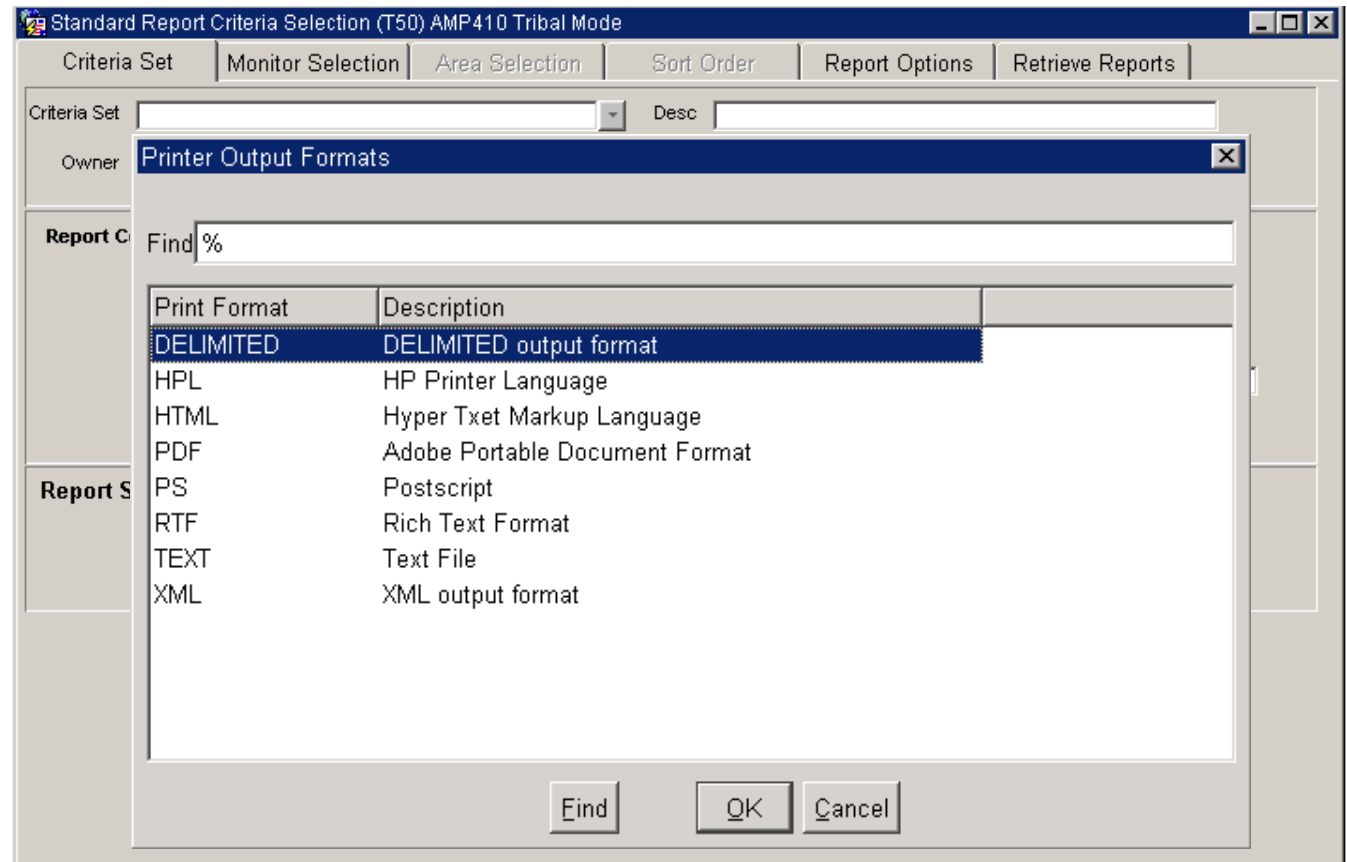 Standard Report Criteria Selection (T50) AMP410 Tribal Mode
Criteria Set Monitor Selection Area Selection Sort Order Report Options Retrieve Reports
Criteria Set Desc
Owner
Printer Output Formats
Report C
Find %
Print Format Description
DELIMITED DELIMITED output format
HPL HP Printer Language
HTML Hyper Txet Markup Language
PDF Adobe Portable Document Format
Report S
PS Postscript
RTF Rich Text Format
TEXT Text File
XML XML output format
Find OK Cancel